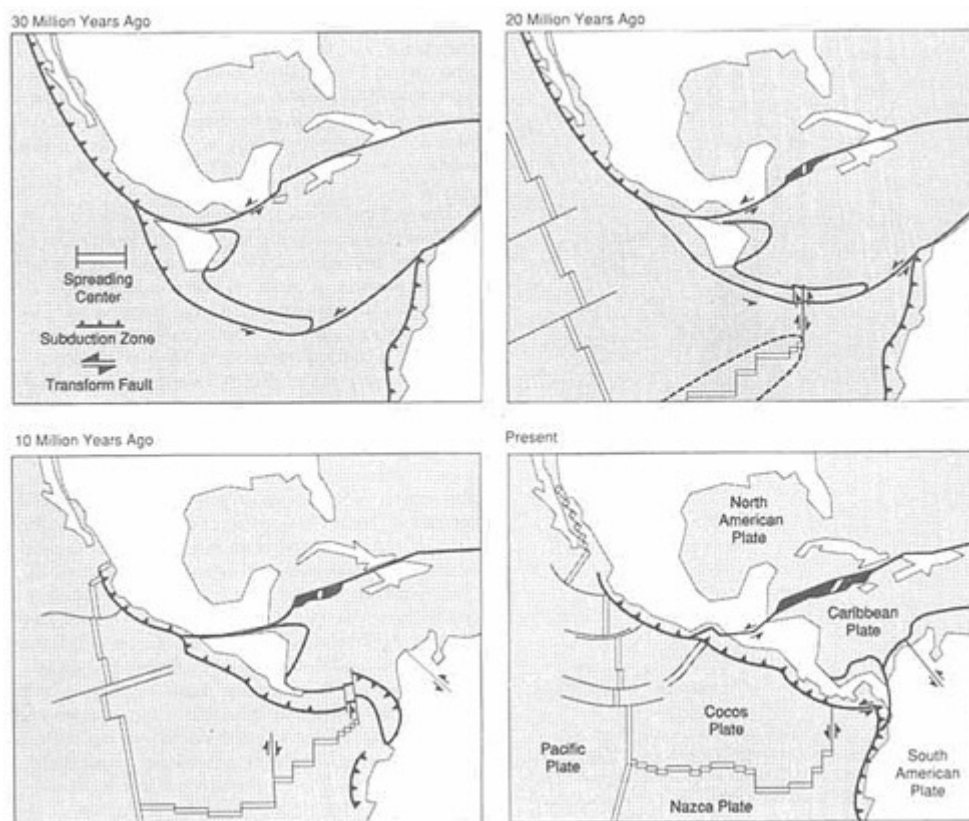 30 Million Years Ago
20 Million Years Ago
Spreading
Center
Subduction Zone
Transform Fault
10 Million Years Ago
Present
North
American
Plate
Caribbean
Plate
Cocos
Plate
Pacific
Plate
Nazca Plate
South
American
Plate